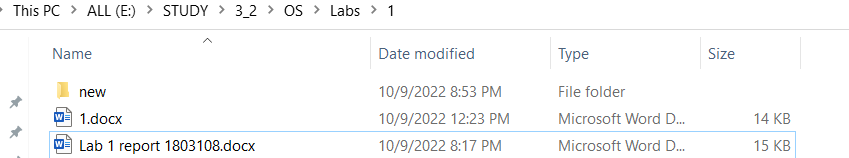 This PC > ALL (E:) > STUDY > 3_2 > OS > Labs > 1
Name Date modified Type Size
new 10/9/2022 8:53 PM File folder
1.docx 10/9/2022 12:23 PM Microsoft Word D... 14 KB
Lab 1 report 1803108.docx 10/9/2022 8:17 PM Microsoft Word D... 15 KB